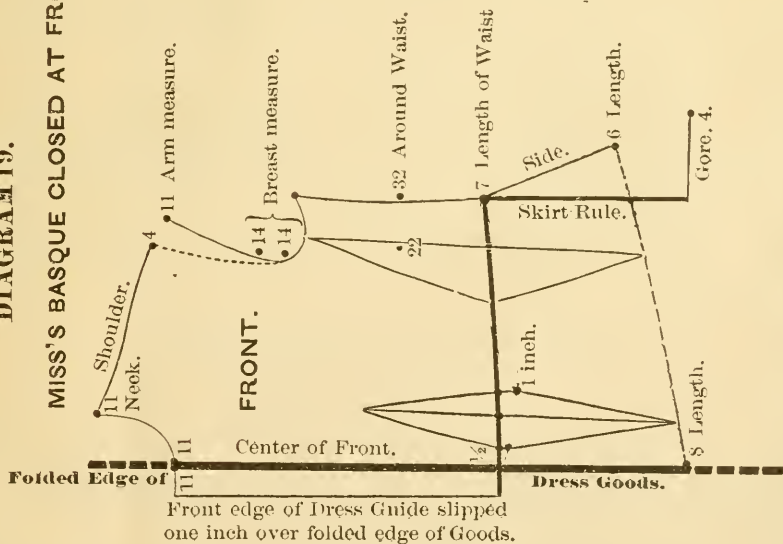 DIAGRAM 19.
MISS'S BASQUE CLOSED AT FR
Shoulder.
4
11 Arm measure.
14
14
Breast measure.
32 Around Waist.
22
7 Length of Waist
Side.
6 Length.
Skirt Rule.
Gore. 4.
11
Neck.
FRONT.
1 inch.
1/2
11
11
Center of Front.
8 Length.
Folded Edge of
Dress Goods.
Front edge of Dress Guide slipped
one inch over folded edge of Goods.